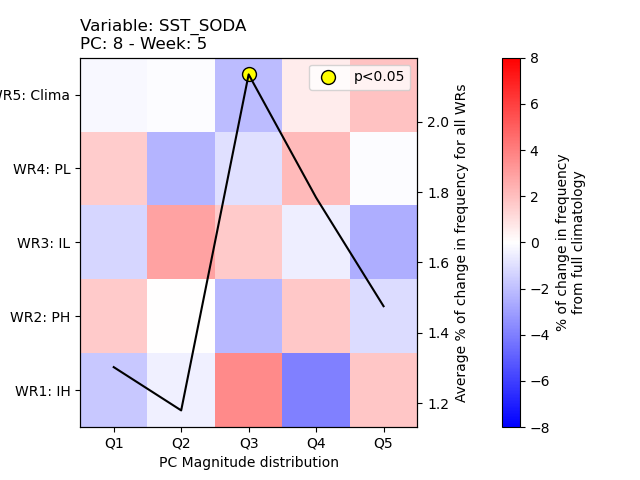 Variable: SST_SODA
PC: 8 - Week: 5
WR5: Clima
WR4: PL
WR3: IL
WR2: PH
WR1: IH
Q1 Q2 Q3 Q4 Q5
PC Magnitude distribution
p<0.05
2.0
1.8
1.6
1.4
1.2
Average % of change in frequency for all WRs
8
6
4
2
0
−2
−4
−6
−8
% of change in frequency
from full climatology